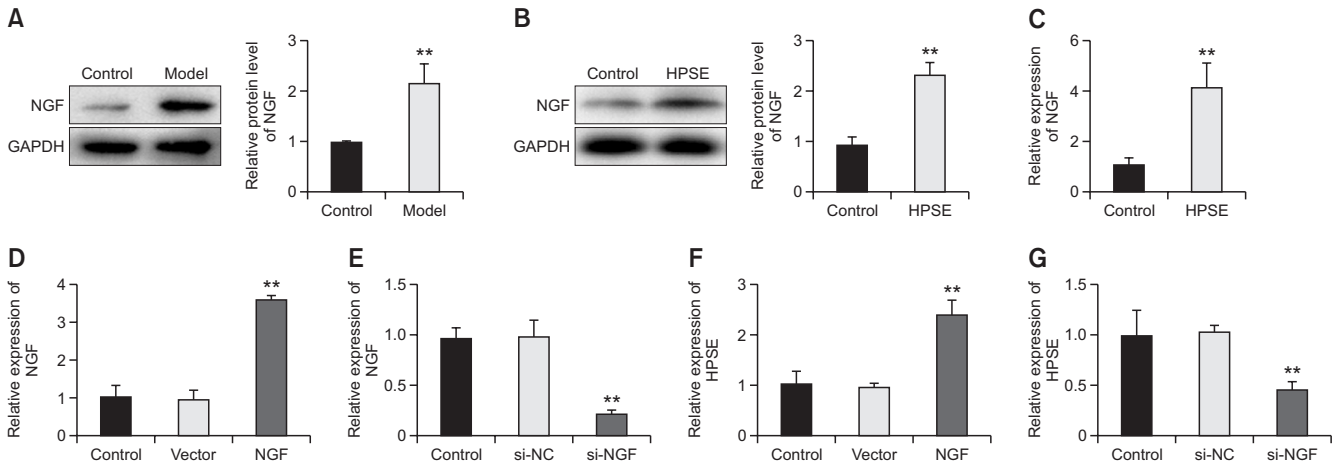 A
Control Model
NGF
GAPDH
Relative protein level
of NGF
3
2
1
0
**
Control Model
B
Control HPSE
NGF
GAPDH
Relative protein level
of NGF
3
2
1
0
**
Control HPSE
C
Relative expression
of NGF
6
4
2
0
**
Control HPSE
D
Relative expression of
NGF
4
3
2
1
0
**
Control Vector NGF
E
Relative expression of
NGF
1.5
1.0
0.5
0
**
Control si-NC si-NGF
F
Relative expression of
HPSE
3
2
1
0
**
Control Vector NGF
G
Relative expression of
HPSE
1.5
1.0
0.5
0
**
Control si-NC si-NGF